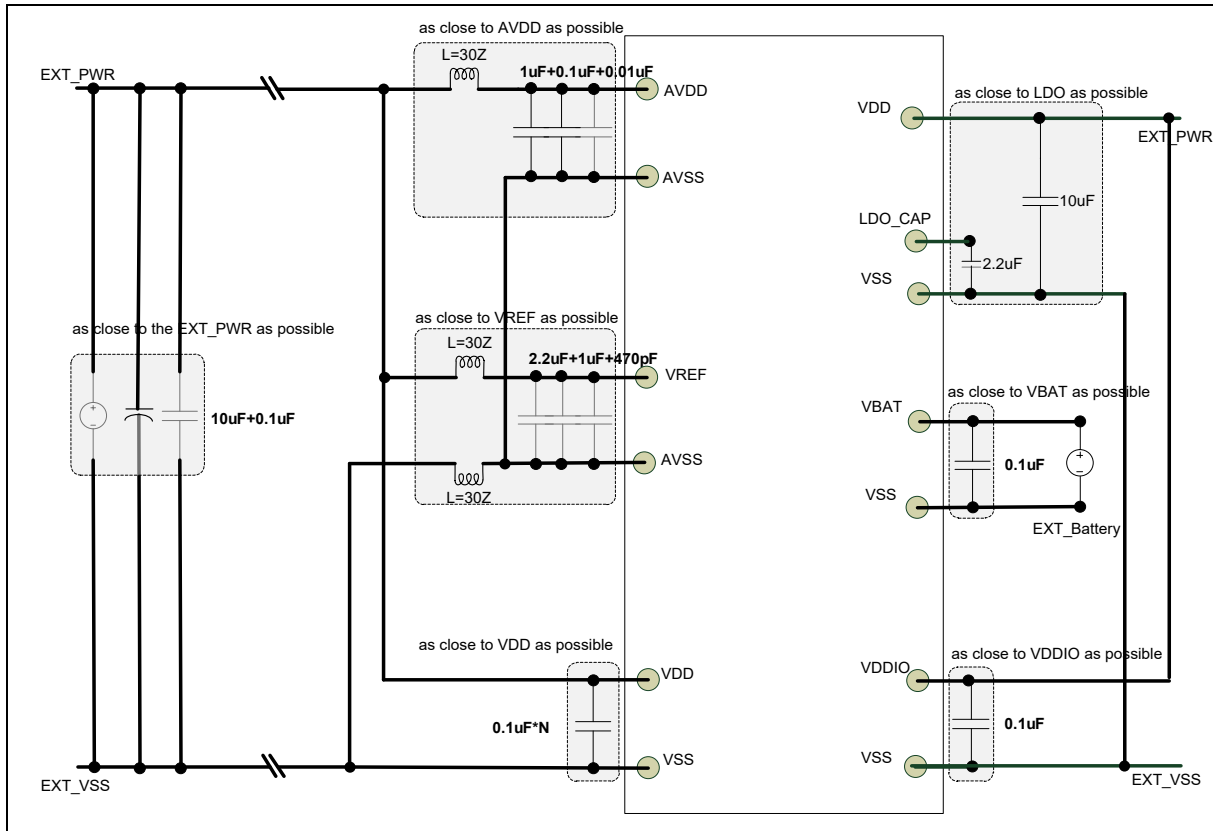 as close to AVDD as possible
L=30Z
EXT_PWR
1uF+0.1uF+0.01uF
AVDD
AVSS
as close to the EXT_PWR as possible
10uF+0.1uF
as close to VREF as possible
L=30Z
2.2uF+1uF+470pF
VREF
AVSS
L=30Z
as close to VDD as possible
VDD
0.1uF*N
VSS
EXT_VSS
as close to LDO as possible
VDD
EXT_PWR
10uF
LDO_CAP
2.2uF
VSS
as close to VBAT as possible
VBAT
0.1uF
VSS
EXT_Battery
as close to VDDIO as possible
VDDIO
0.1uF
VSS
EXT_VSS